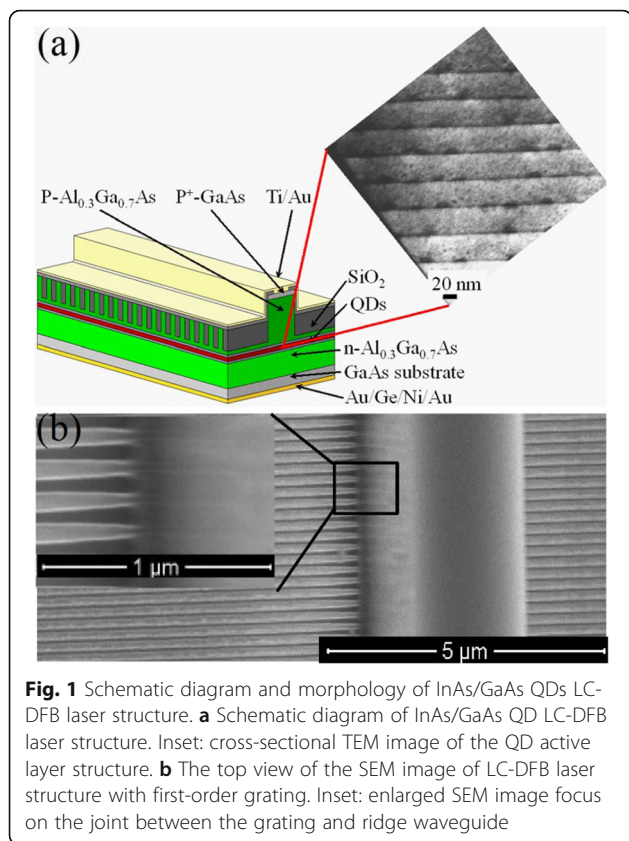 (a)
P-Al0.3Ga0.7As P+-GaAs Ti/Au
SiO2
QDs
20 nm
n-Al0.3Ga0.7As
GaAs substrate
Au/Ge/Ni/Au
(b)
1 µm
5 µm
Fig. 1 Schematic diagram and morphology of InAs/GaAs QDs LC-
DFB laser structure. a Schematic diagram of InAs/GaAs QD LC-DFB
laser structure. Inset: cross-sectional TEM image of the QD active
layer structure. b The top view of the SEM image of LC-DFB laser
structure with first-order grating. Inset: enlarged SEM image focus
on the joint between the grating and ridge waveguide